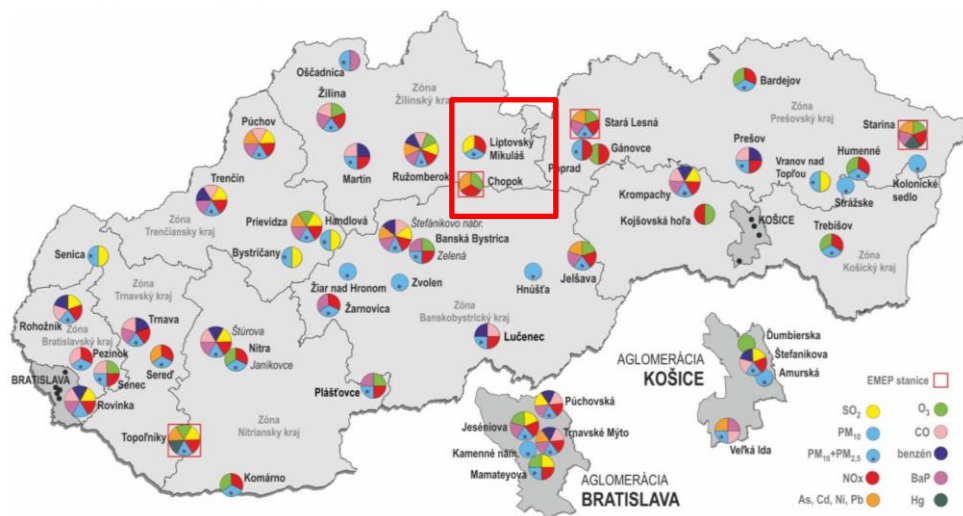 Oščadnica
Žilina
Zóna
Žilinský kraj
Púchov
Martin
Ružomberok
Liptovský
Mikuláš
Chopok
Stará Lesná
Gánovce
Poprad
Zóna
Prešovský kraj
Bardejov
Starina
Prešov
Humenné
Vranov nad
Topľou
Strážske
Kolonické
sedlo
Krompachy
Kojšovská hoľa
KOŠICE
Trebišov
Zóna
Košický kraj
Trenčín
Zóna
Trenčiansky kraj
Prievidza
Handlová
Bystričany
Štefánikovo nábr.
Banská Bystrica
Zelená
Jelšava
Hnúšťa
Zvolen
Žiar nad Hronom
Žarnovica
Zóna
Banskobystrický kraj
Lučenec
Senica
Zóna
Trnavský kraj
Rohožník
Zóna
Bratislavský kraj
Trnava
Štúrova
Nitra
Janíkovce
Pezinok
Sereď
Senec
BRATISLAVA
Rovinka
Plášťovce
Topoľníky
Zóna
Nitriansky kraj
Komárno
AGLOMERÁCIA
KOŠICE
Ďumbierska
Štefánikova
Amurská
Veľká Ida
Púchovská
Jeséniova
Trnavské Mýto
Kamenné nám.
Mamateyova
AGLOMERÁCIA
BRATISLAVA
EMEP stanice
SO2
O3
PM10
CO
PM10+PM2,5
benzén
NOx
BaP
As, Cd, Ni, Pb
Hg